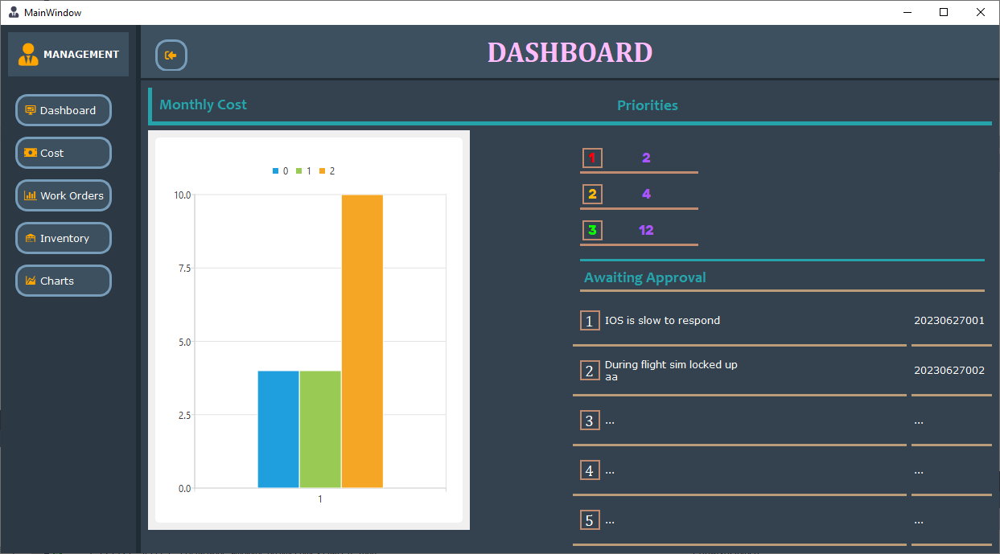 MainWindow
MANAGEMENT
DASHBOARD
Dashboard
Cost
Work Orders
Inventory
Charts
Monthly Cost
Priorities
0 1 2
10.0
7.5
5.0
2.5
0.0
1
1 2
2 4
3 12
Awaiting Approval
1 IOS is slow to respond 20230627001
2 During flight sim locked up 20230627002
aa
3 ... ...
4 ... ...
5 ... ...